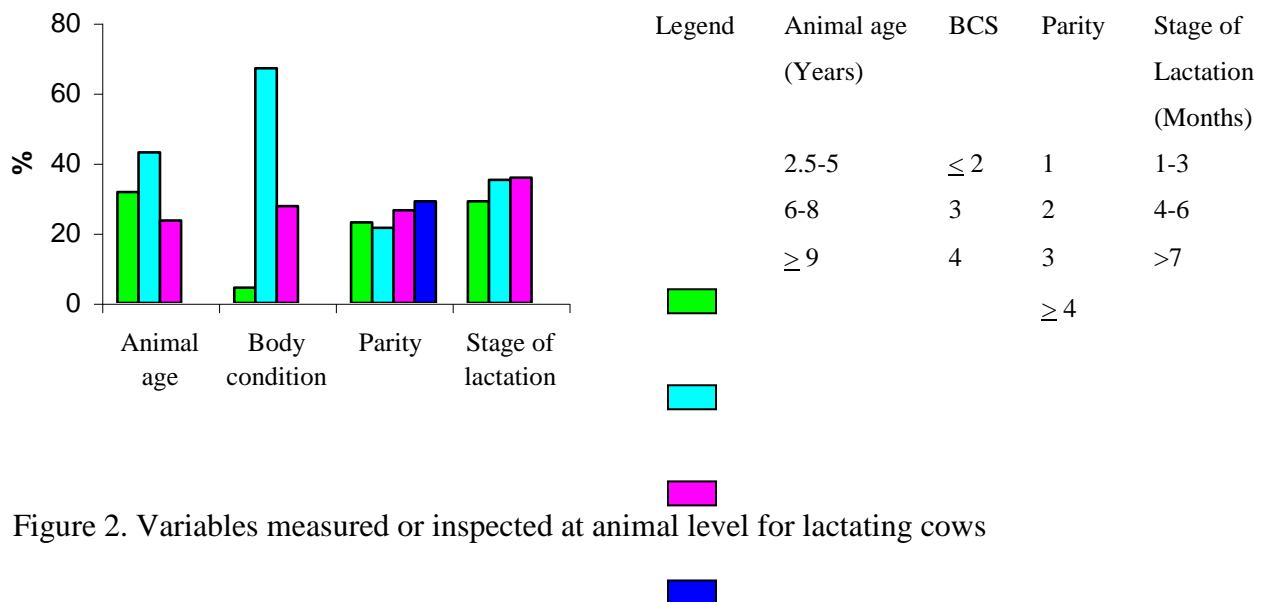 80
60
40
20
0
%
Animal age
Body condition
Parity
Stage of lactation
Legend Animal age (Years) BCS Parity Stage of Lactation (Months)
2.5-5 ≤ 2 1 1-3
6-8 3 2 4-6
≥ 9 4 3 >7
≥ 4
Figure 2. Variables measured or inspected at animal level for lactating cows